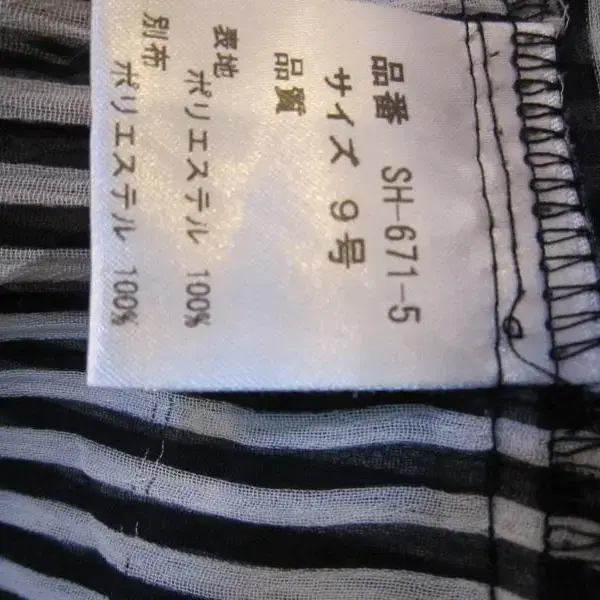 品番 SH-671-5
サイズ 9号
品質
表地
ポリエステル 100%
別布
ポリエステル 100%